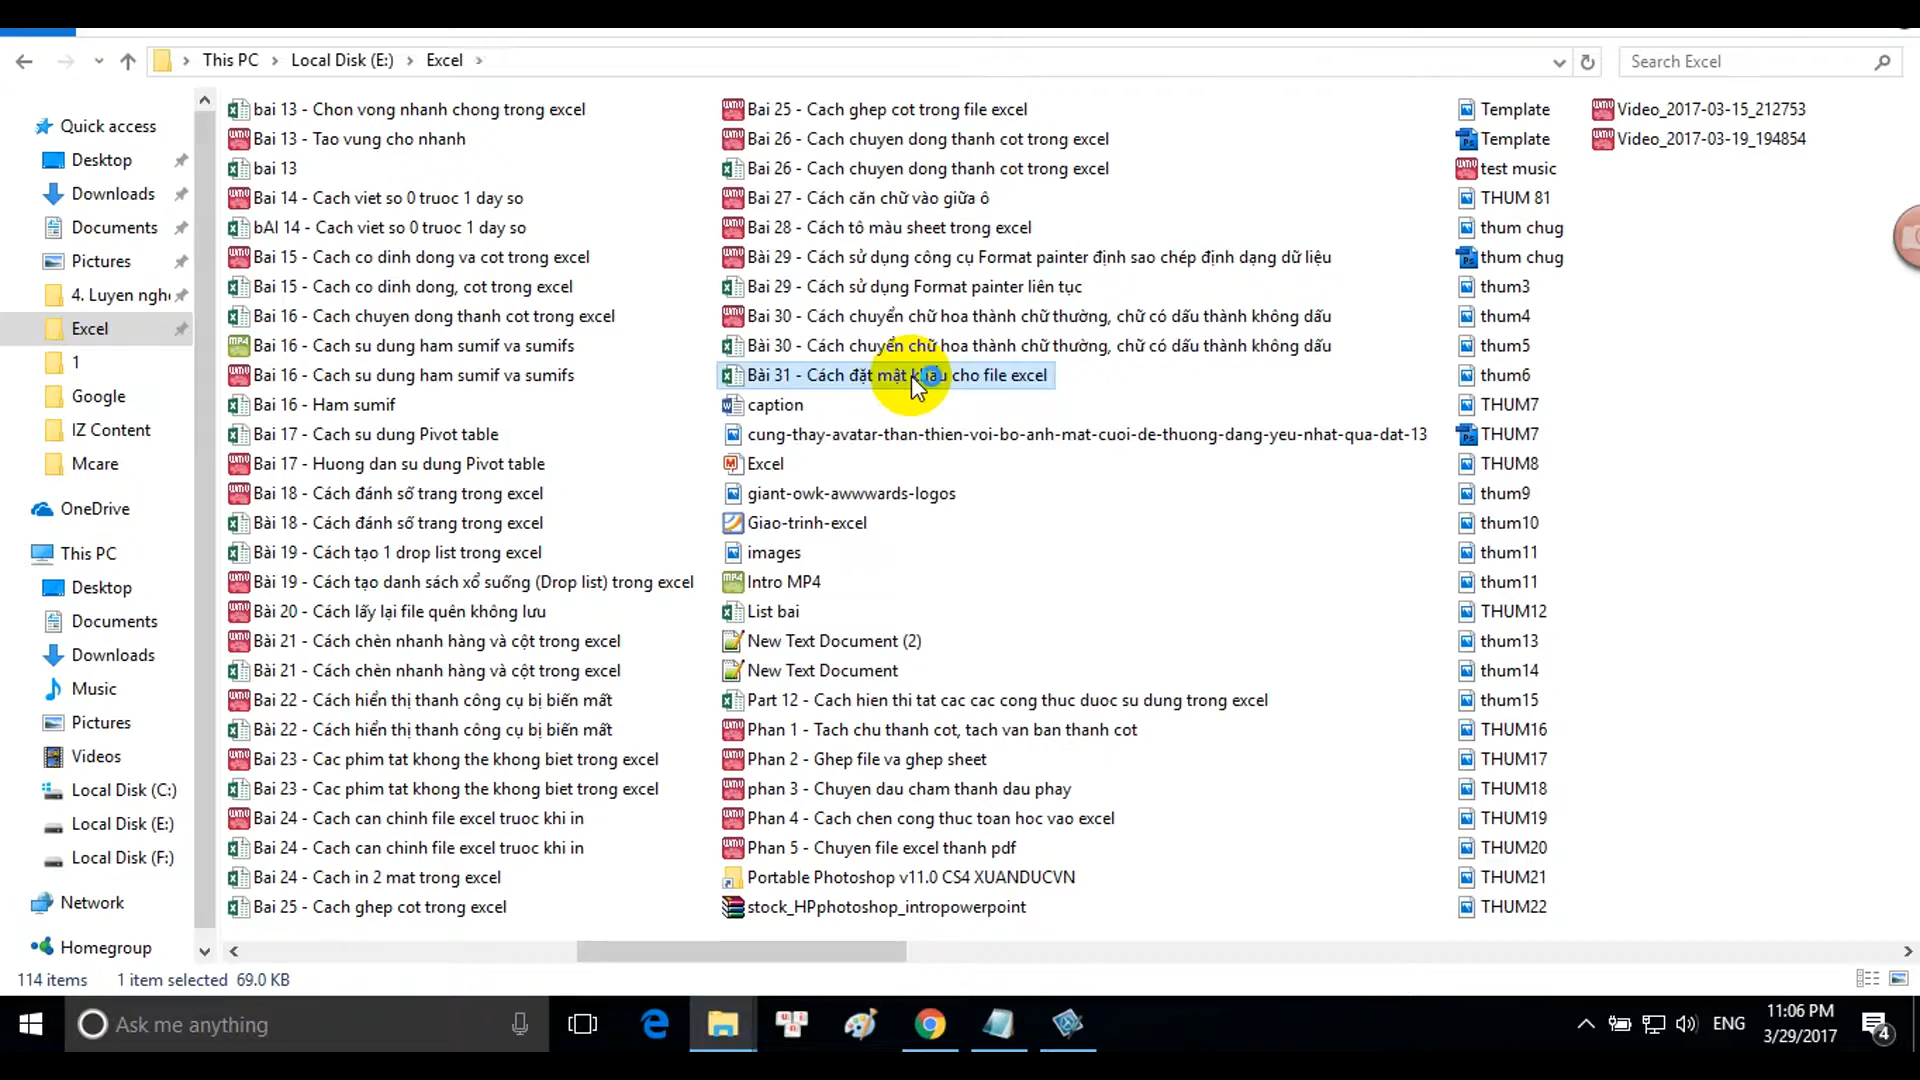 This PC
Local Disk (E:)
Excel
Search Excel
Quick access
Desktop
Downloads
Documents
Pictures
4. Luyen ngh
Excel
1
Google
IZ Content
Mcare
OneDrive
This PC
Desktop
Documents
Downloads
Music
Pictures
Videos
Local Disk (C:)
Local Disk (E:)
Local Disk (F:)
Network
Homegroup
bai 13 - Chon vong nhanh chong trong excel
Bai 13 - Tao vung cho nhanh
bai 13
Bai 14 - Cach viet so 0 truoc 1 day so
bAI 14 - Cach viet so 0 truoc 1 day so
Bai 15 - Cach co dinh dong va cot trong excel
Bai 15 - Cach co dinh dong, cot trong excel
Bai 16 - Cach chuyen dong thanh cot trong excel
Bai 16 - Cach su dung ham sumif va sumifs
Bai 16 - Cach su dung ham sumif va sumifs
Bai 16 - Ham sumif
Bai 17 - Cach su dung Pivot table
Bai 17 - Huong dan su dung Pivot table
Bai 18 - Cách đánh số trang trong excel
Bài 18 - Cách đánh số trang trong excel
Bài 19 - Cách tạo 1 drop list trong excel
Bài 19 - Cách tạo danh sách xổ suống (Drop list) trong excel
Bài 20 - Cách lấy lại file quên không lưu
Bài 21 - Cách chèn nhanh hàng và cột trong excel
Bài 21 - Cách chèn nhanh hàng và cột trong excel
Bai 22 - Cách hiển thị thanh công cụ bị biến mất
Bài 22 - Cách hiển thị thanh công cụ bị biến mất
Bai 23 - Cac phim tat khong the khong biet trong excel
Bai 23 - Cac phim tat khong the khong biet trong excel
Bai 24 - Cach can chinh file excel truoc khi in
Bai 24 - Cach can chinh file excel truoc khi in
Bai 24 - Cach in 2 mat trong excel
Bai 25 - Cach ghep cot trong excel
Bai 25 - Cach ghep cot trong file excel
Bai 26 - Cach chuyen dong thanh cot trong excel
Bai 26 - Cach chuyen dong thanh cot trong excel
Bai 27 - Cách căn chữ vào giữa ô
Bai 28 - Cách tô màu sheet trong excel
Bài 29 - Cách sử dụng công cụ Format painter định sao chép định dạng dữ liệu
Bai 29 - Cách sử dụng Format painter liên tục
Bai 30 - Cách chuyển chữ hoa thành chữ thường, chữ có dấu thành không dấu
Bài 30 - Cách chuyển chữ hoa thành chữ thường, chữ có dấu thành không dấu
Bài 31 - Cách đặt mật khẩu cho file excel
caption
cung-thay-avatar-than-thien-voi-bo-anh-mat-cuoi-de-thuong-dang-yeu-nhat-qua-dat-13
Excel
giant-owk-awwwards-logos
Giao-trinh-excel
images
Intro MP4
List bai
New Text Document (2)
New Text Document
Part 12 - Cach hien thi tat cac cac cong thuc duoc su dung trong excel
Phan 1 - Tach chu thanh cot, tach van ban thanh cot
Phan 2 - Ghep file va ghep sheet
phan 3 - Chuyen dau cham thanh dau phay
Phan 4 - Cach chen cong thuc toan hoc vao excel
Phan 5 - Chuyen file excel thanh pdf
Portable Photoshop v11.0 CS4 XUANDUCVN
stock_HPphotoshop_intropowerpoint
Template
Template
test music
THUM 81
thum chug
thum chug
thum3
thum4
thum5
thum6
THUM7
THUM7
THUM8
thum9
thum10
thum11
thum11
THUM12
thum13
thum14
thum15
THUM16
THUM17
THUM18
THUM19
THUM20
THUM21
THUM22
Video_2017-03-15_212753
Video_2017-03-19_194854
114 items
1 item selected 69.0 KB
Ask me anything
ENG
11:06 PM
3/29/2017
4